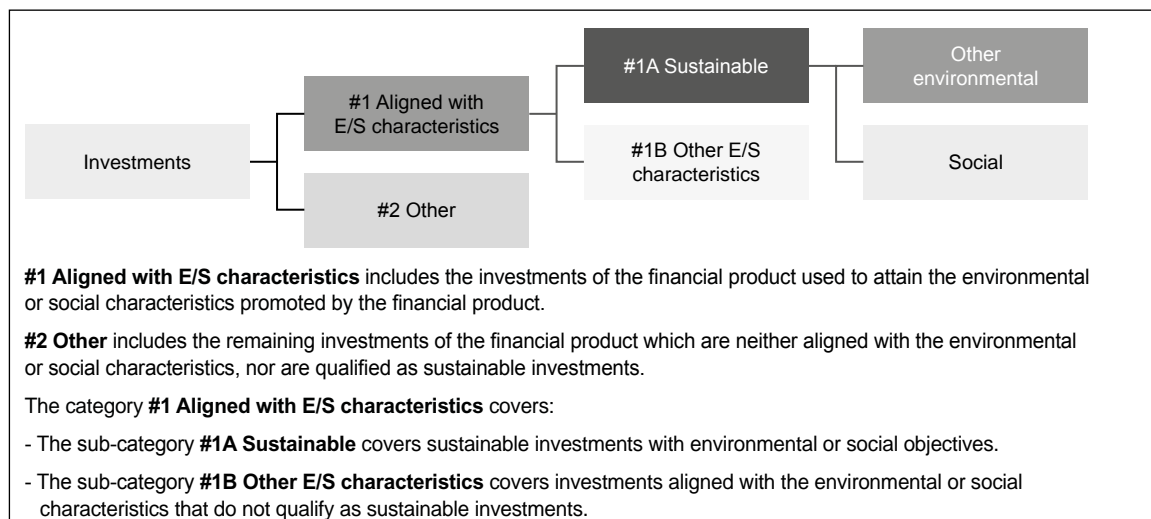 #1A Sustainable
Other
environmental
#1 Aligned with
E/S characteristics
Investments
#1B Other E/S
characteristics
Social
#2 Other
#1 Aligned with E/S characteristics includes the investments of the financial product used to attain the environmental
or social characteristics promoted by the financial product.
#2 Other includes the remaining investments of the financial product which are neither aligned with the environmental
or social characteristics, nor are qualified as sustainable investments.
The category #1 Aligned with E/S characteristics covers:
- The sub-category #1A Sustainable covers sustainable investments with environmental or social objectives.
- The sub-category #1B Other E/S characteristics covers investments aligned with the environmental or social
characteristics that do not qualify as sustainable investments.